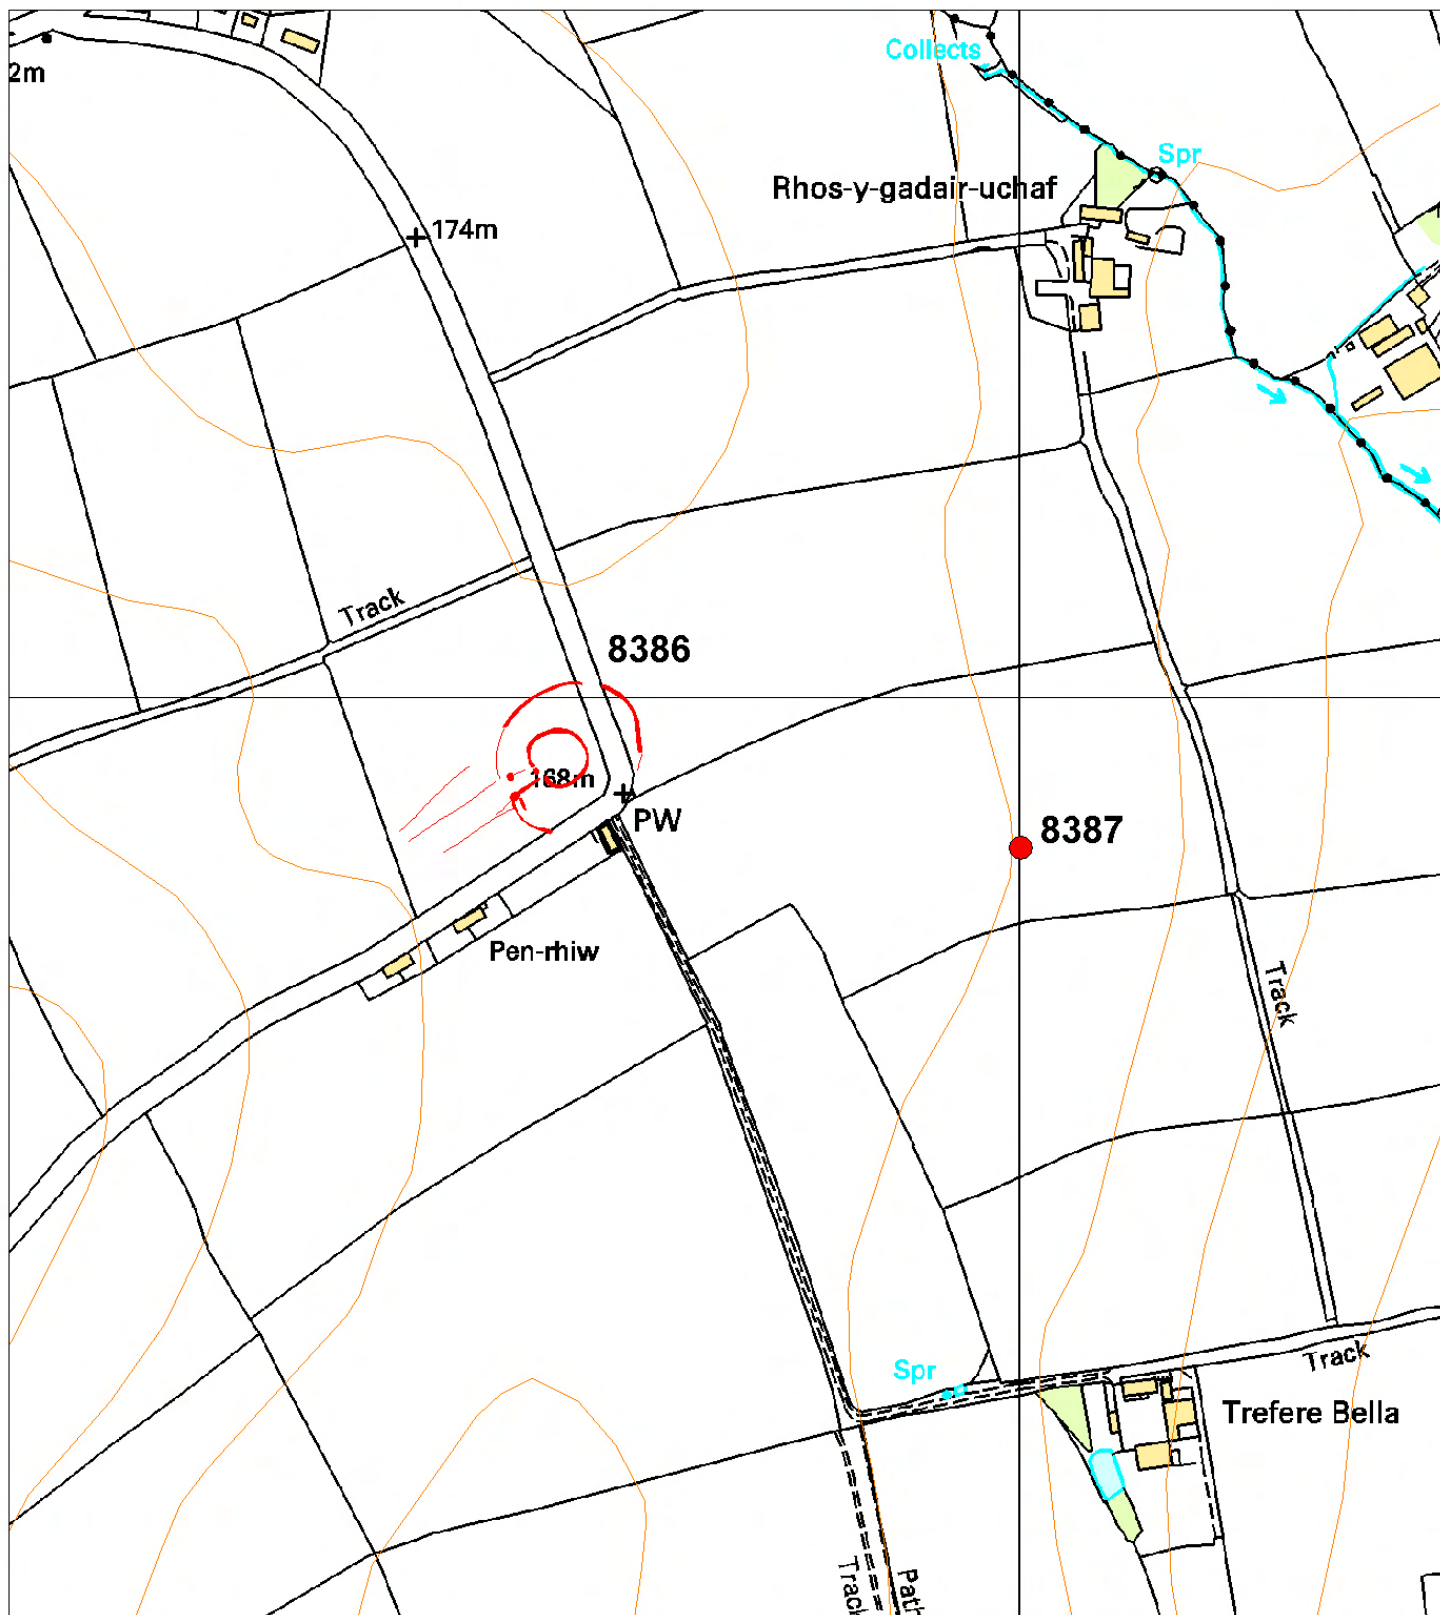 Collects
2m
Spr
Rhos-y-gadair-uchaf
174m
Track
8386
168m
PW
8387
Pen-rhiw
Track
Track
Spr
Trefere Bella
Track
Path